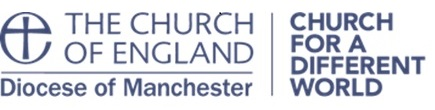 THE CHURCH
OF ENGLAND
Diocese of Manchester
CHURCH
FOR A
DIFFERENT
WORLD